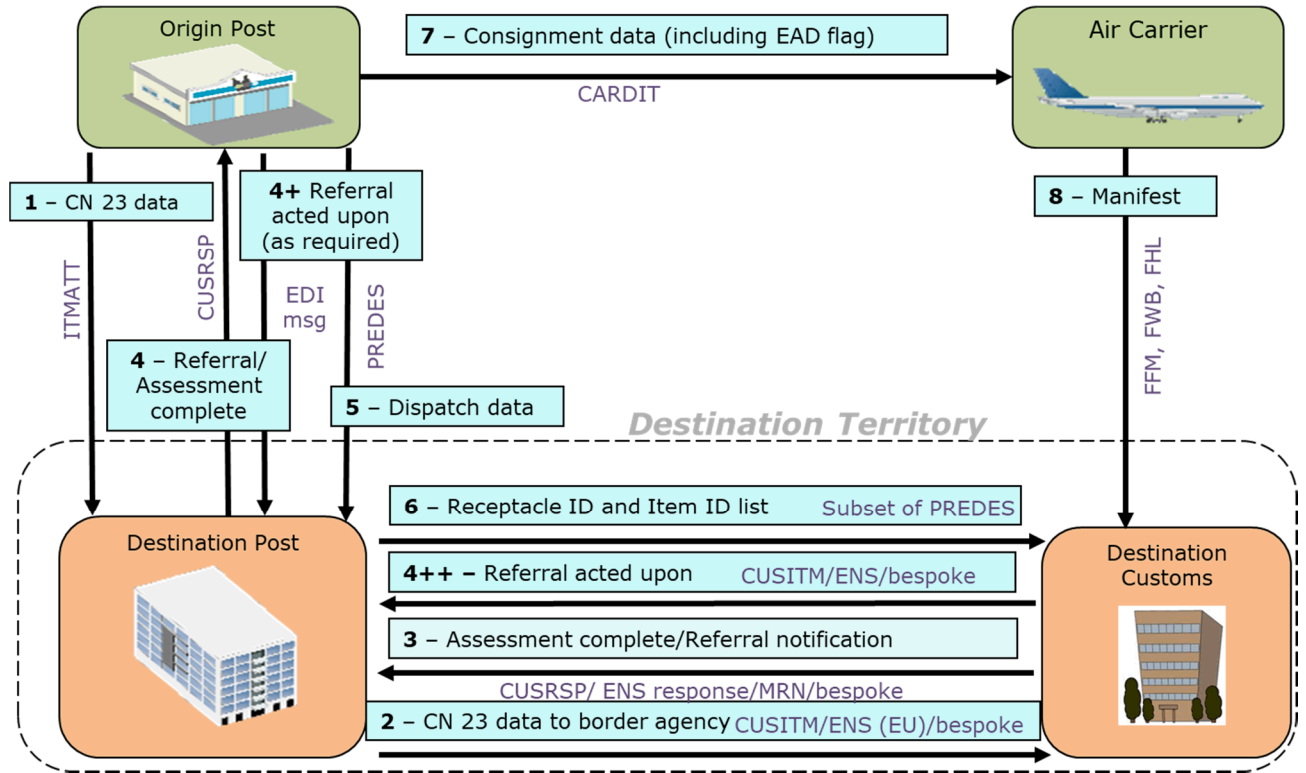 Origin Post
7 – Consignment data (including EAD flag)
CARDIT
Air Carrier
1 – CN 23 data
ITMATT
CUSRSP
4+ Referral
acted upon
(as required)
EDI
msg
PREDES
8 – Manifest
FFM, FWB, FHL
4 – Referral/
Assessment
complete
5 – Dispatch data
Destination Territory
Destination Post
6 – Receptacle ID and Item ID list Subset of PREDES
4++ – Referral acted upon CUSITM/ENS/bespoke
3 – Assessment complete/Referral notification
CUSRSP/ ENS response/MRN/bespoke
2 – CN 23 data to border agency CUSITM/ENS (EU)/bespoke
Destination
Customs